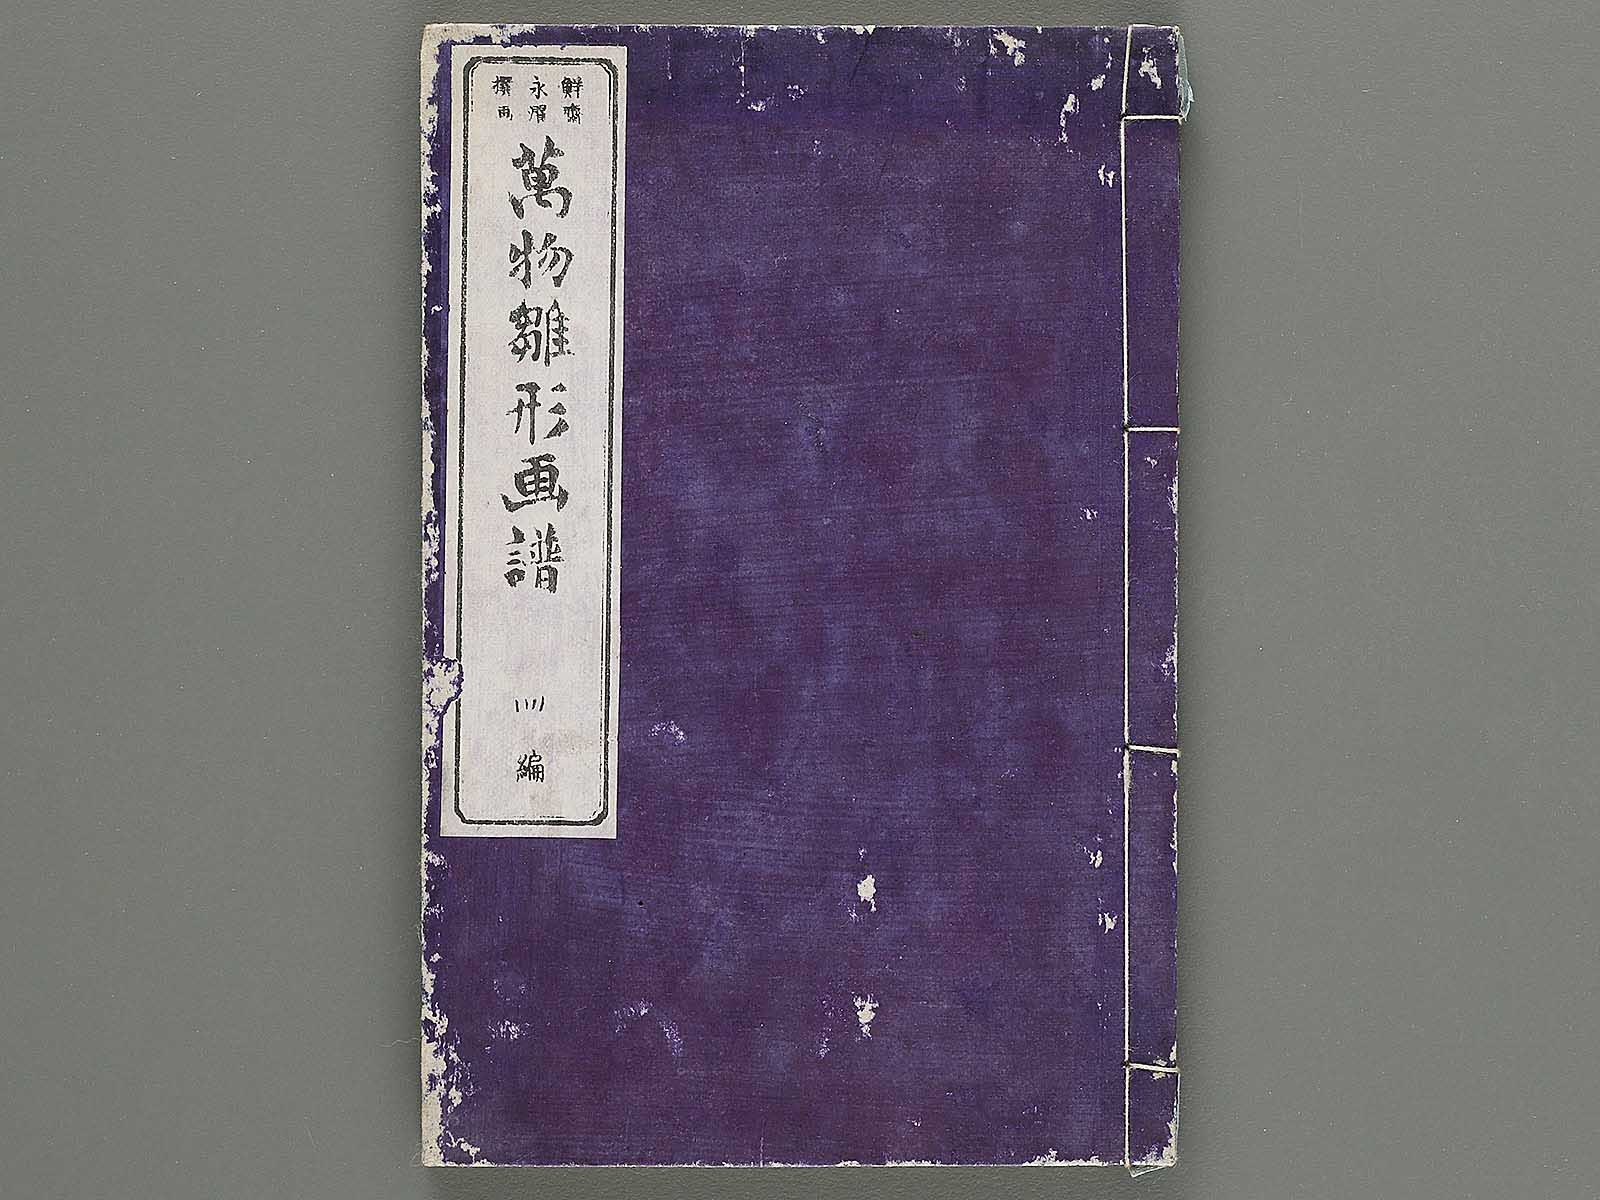 鮮齋
永濯
撰画
萬物雛形画譜
四編